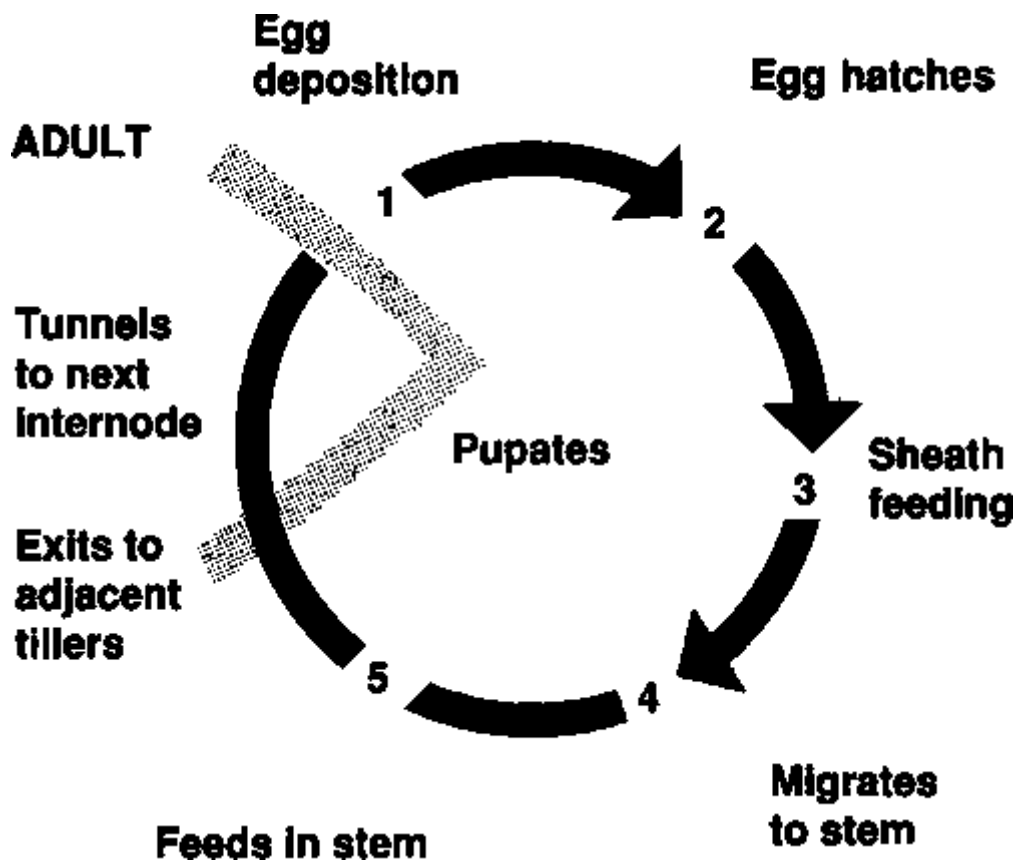 Egg
deposition
Egg hatches
ADULT
1
2
Tunnels
to next
internode
Pupates
Sheath
feeding
3
Exits to
adjacent
tillers
5
4
Migrates
to stem
Feeds in stem